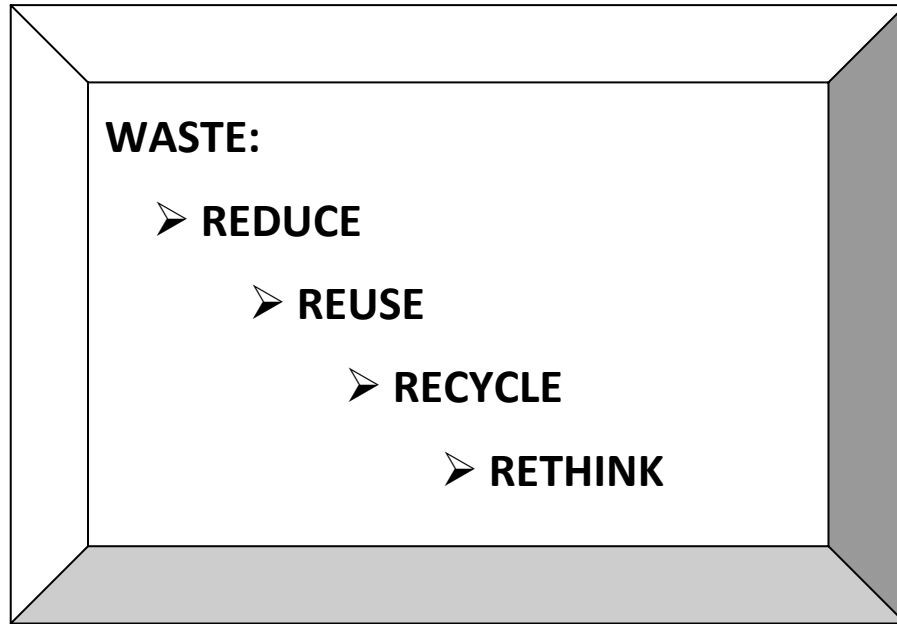 WASTE:
➢ REDUCE
➢ REUSE
➢ RECYCLE
➢ RETHINK